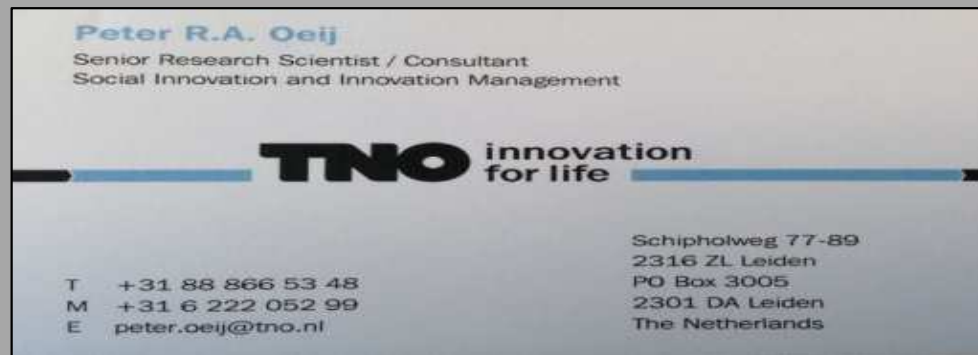 Peter R.A. Oeij
Senior Research Scientist / Consultant
Social Innovation and Innovation Management
TNO innovation
for life
T +31 88 866 53 48
M +31 6 222 052 99
E peter.oeij@tno.nl
Schipholweg 77-89
2316 ZL Leiden
PO Box 3005
2301 DA Leiden
The Netherlands